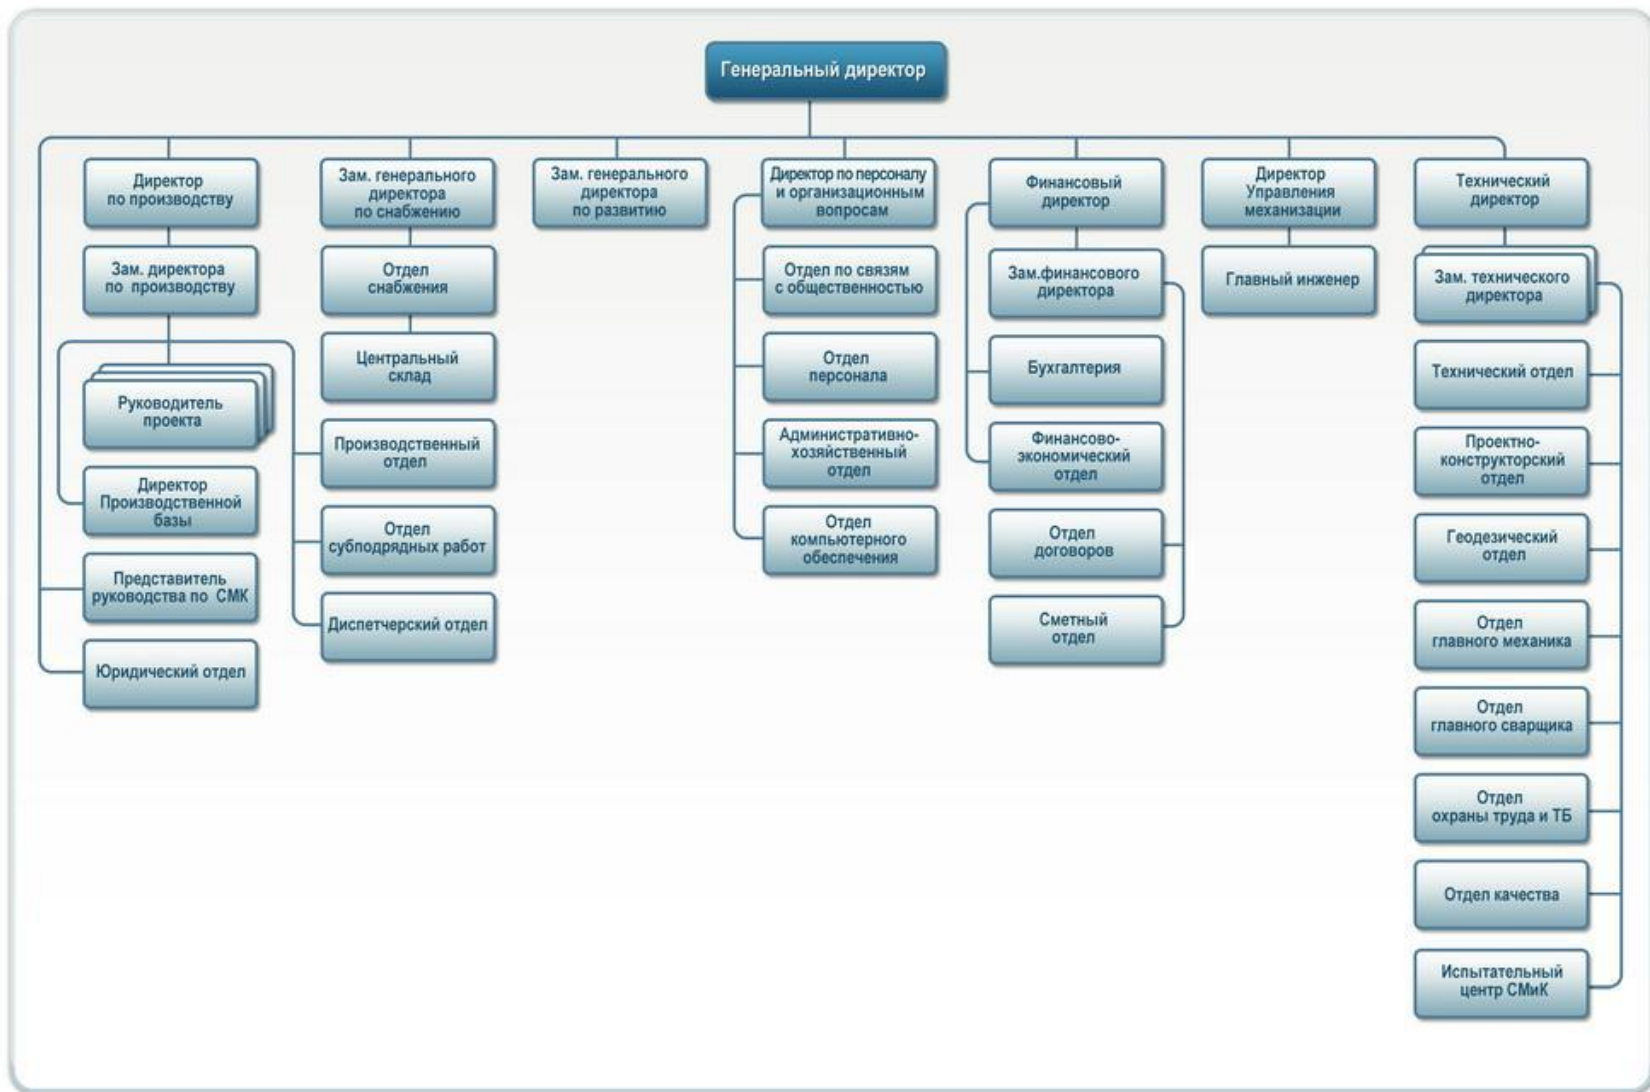 Генеральный директор
Директор
по производству
Зам. директора
по производству
Руководитель
проекта
Директор
Производственной
базы
Представитель
руководства по СМК
Юридический отдел
Зам. генерального
директора
по снабжению
Отдел
снабжения
Центральный
склад
Производственный
отдел
Отдел
субподрядных работ
Диспетчерский отдел
Зам. генерального
директора
по развитию
Директор по персоналу
и организационным
вопросам
Отдел по связям
с общественностью
Отдел
персонала
Административно-
хозяйственный
отдел
Отдел
компьютерного
обеспечения
Финансовый
директор
Зам.финансового
директора
Бухгалтерия
Финансово-
экономический
отдел
Отдел
договоров
Сметный
отдел
Директор
Управления
механизации
Главный инженер
Технический
директор
Зам. технического
директора
Технический отдел
Проектно-
конструкторский
отдел
Геодезический
отдел
Отдел
главного механика
Отдел
главного сварщика
Отдел
охраны труда и ТБ
Отдел качества
Испытательный
центр СМиК